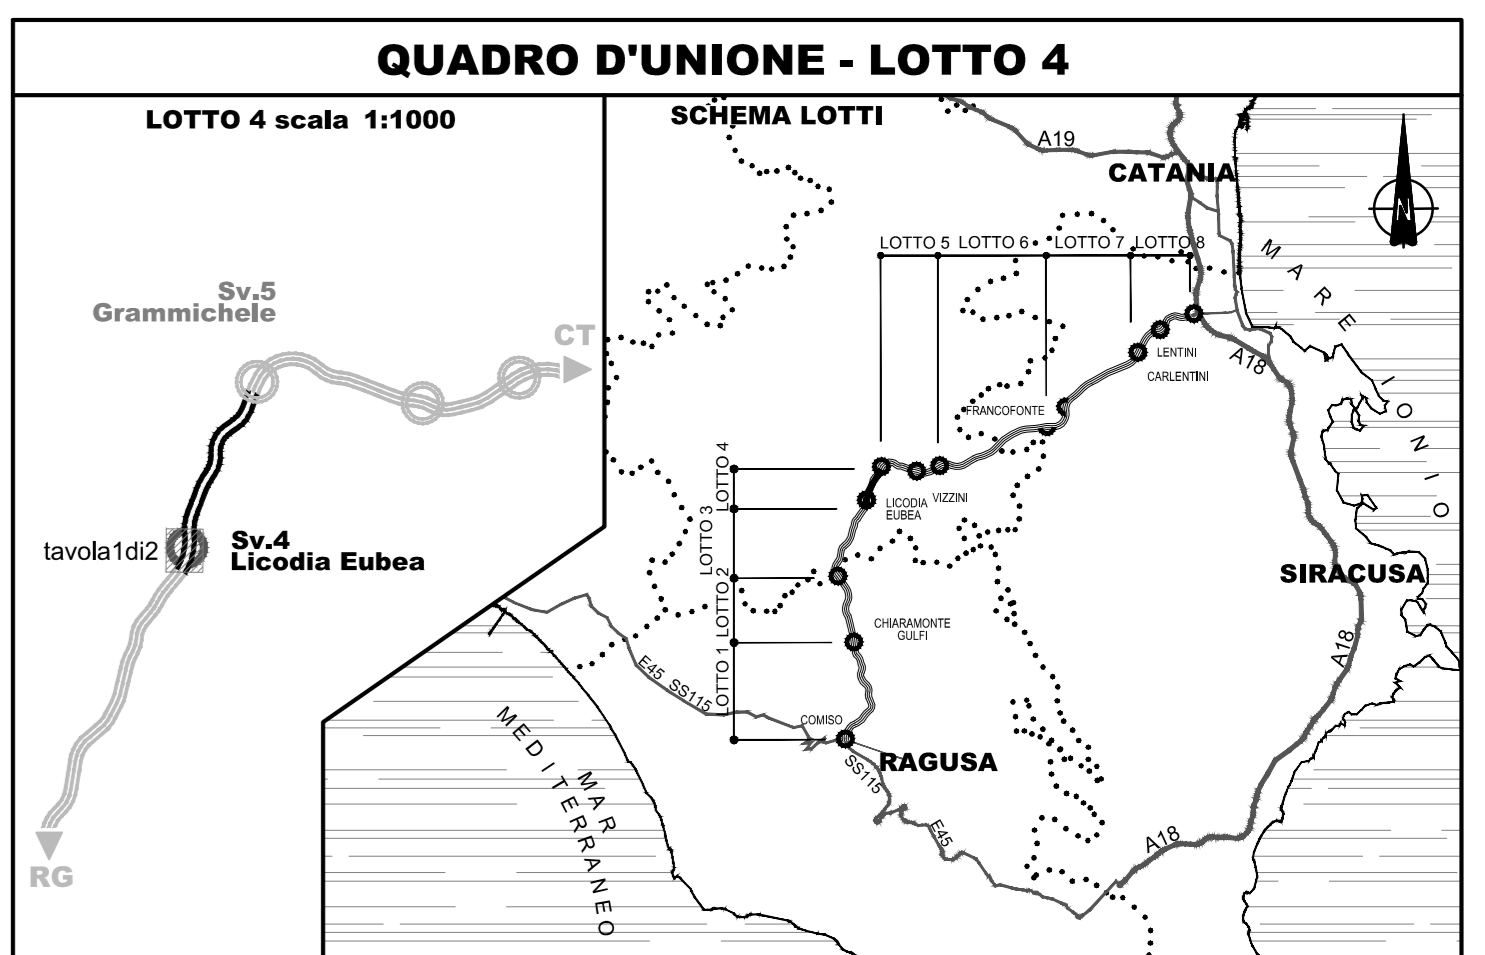 QUADRO D'UNIONE - LOTTO 4
LOTTO 4 scala 1:1000
Sv.5
Grammichele
CT
tavola1di2
Sv.4
Licodia Eubea
RG
SCHEMA LOTTI
A19
CATANIA
N
LOTTO 5
LOTTO 6
LOTTO 7
LOTTO 8
MARE
IONIO
LENTINI
CARLENTINI
A18
FRANCOFONTE
LOTTO 4
LOTTO 3
LOTTO 2
LOTTO 1
LICODIA
EUBEA
VIZZINI
SIRACUSA
CHIARAMONTE
GULFI
A18
E45
SS115
COMISO
RAGUSA
SS115
E45
A18
MAR
MEDITERRANEO